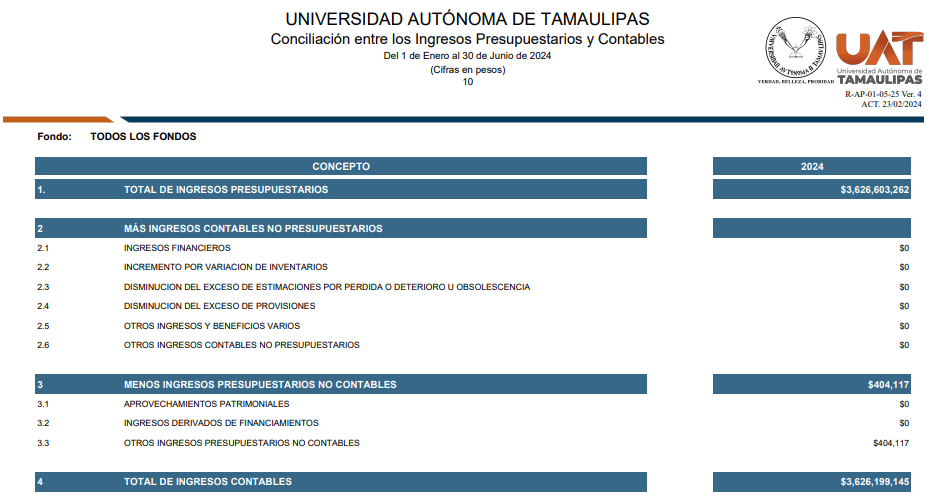 UNIVERSIDAD AUTÓNOMA DE TAMAULIPAS
Conciliación entre los Ingresos Presupuestarios y Contables
Del 1 de Enero al 30 de Junio de 2024
(Cifras en pesos)
10
UNIVERSIDAD AUTÓNOMA DE TAMAULIPAS
VERDAD, BELLEZA, PROBIDAD
UAT
Universidad Autónoma de
TAMAULIPAS
R-AP-01-05-25 Ver. 4
ACT. 23/02/2024
Fondo: TODOS LOS FONDOS
CONCEPTO 2024
1. TOTAL DE INGRESOS PRESUPUESTARIOS $3,626,603,262
2 MÁS INGRESOS CONTABLES NO PRESUPUESTARIOS
2.1 INGRESOS FINANCIEROS $0
2.2 INCREMENTO POR VARIACION DE INVENTARIOS $0
2.3 DISMINUCION DEL EXCESO DE ESTIMACIONES POR PERDIDA O DETERIORO U OBSOLESCENCIA $0
2.4 DISMINUCION DEL EXCESO DE PROVISIONES $0
2.5 OTROS INGRESOS Y BENEFICIOS VARIOS $0
2.6 OTROS INGRESOS CONTABLES NO PRESUPUESTARIOS $0
3 MENOS INGRESOS PRESUPUESTARIOS NO CONTABLES $404,117
3.1 APROVECHAMIENTOS PATRIMONIALES $0
3.2 INGRESOS DERIVADOS DE FINANCIAMIENTOS $0
3.3 OTROS INGRESOS PRESUPUESTARIOS NO CONTABLES $404,117
4 TOTAL DE INGRESOS CONTABLES $3,626,199,145